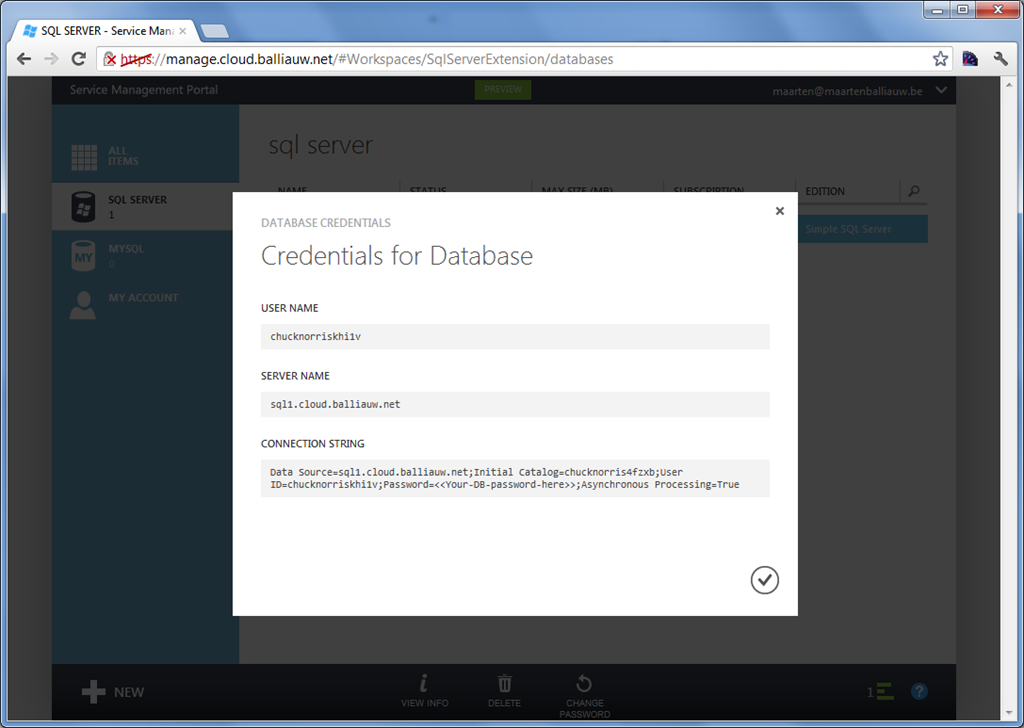 SQL SERVER - Service Mana
https://manage.cloud.balliauw.net/#Workspaces/SqlServerExtension/databases
Service Management Portal
PREVIEW
maarten@maartenballiauw.be
ALL
ITEMS
SQL SERVER
1
MYSQL
0
MY
MY ACCOUNT
sql server
NAME STATUS MAX SIZE (MB) SUBSCRIPTION EDITION
Simple SQL Server
DATABASE CREDENTIALS
Credentials for Database
USER NAME
chucknorriskhi1v
SERVER NAME
sql1.cloud.balliauw.net
CONNECTION STRING
Data Source=sql1.cloud.balliauw.net;Initial Catalog=chucknorris4fzxb;User
ID=chucknorriskhi1v;Password=<<Your-DB-password-here>>;Asynchronous Processing=True
NEW
VIEW INFO
DELETE
CHANGE
PASSWORD
1
?